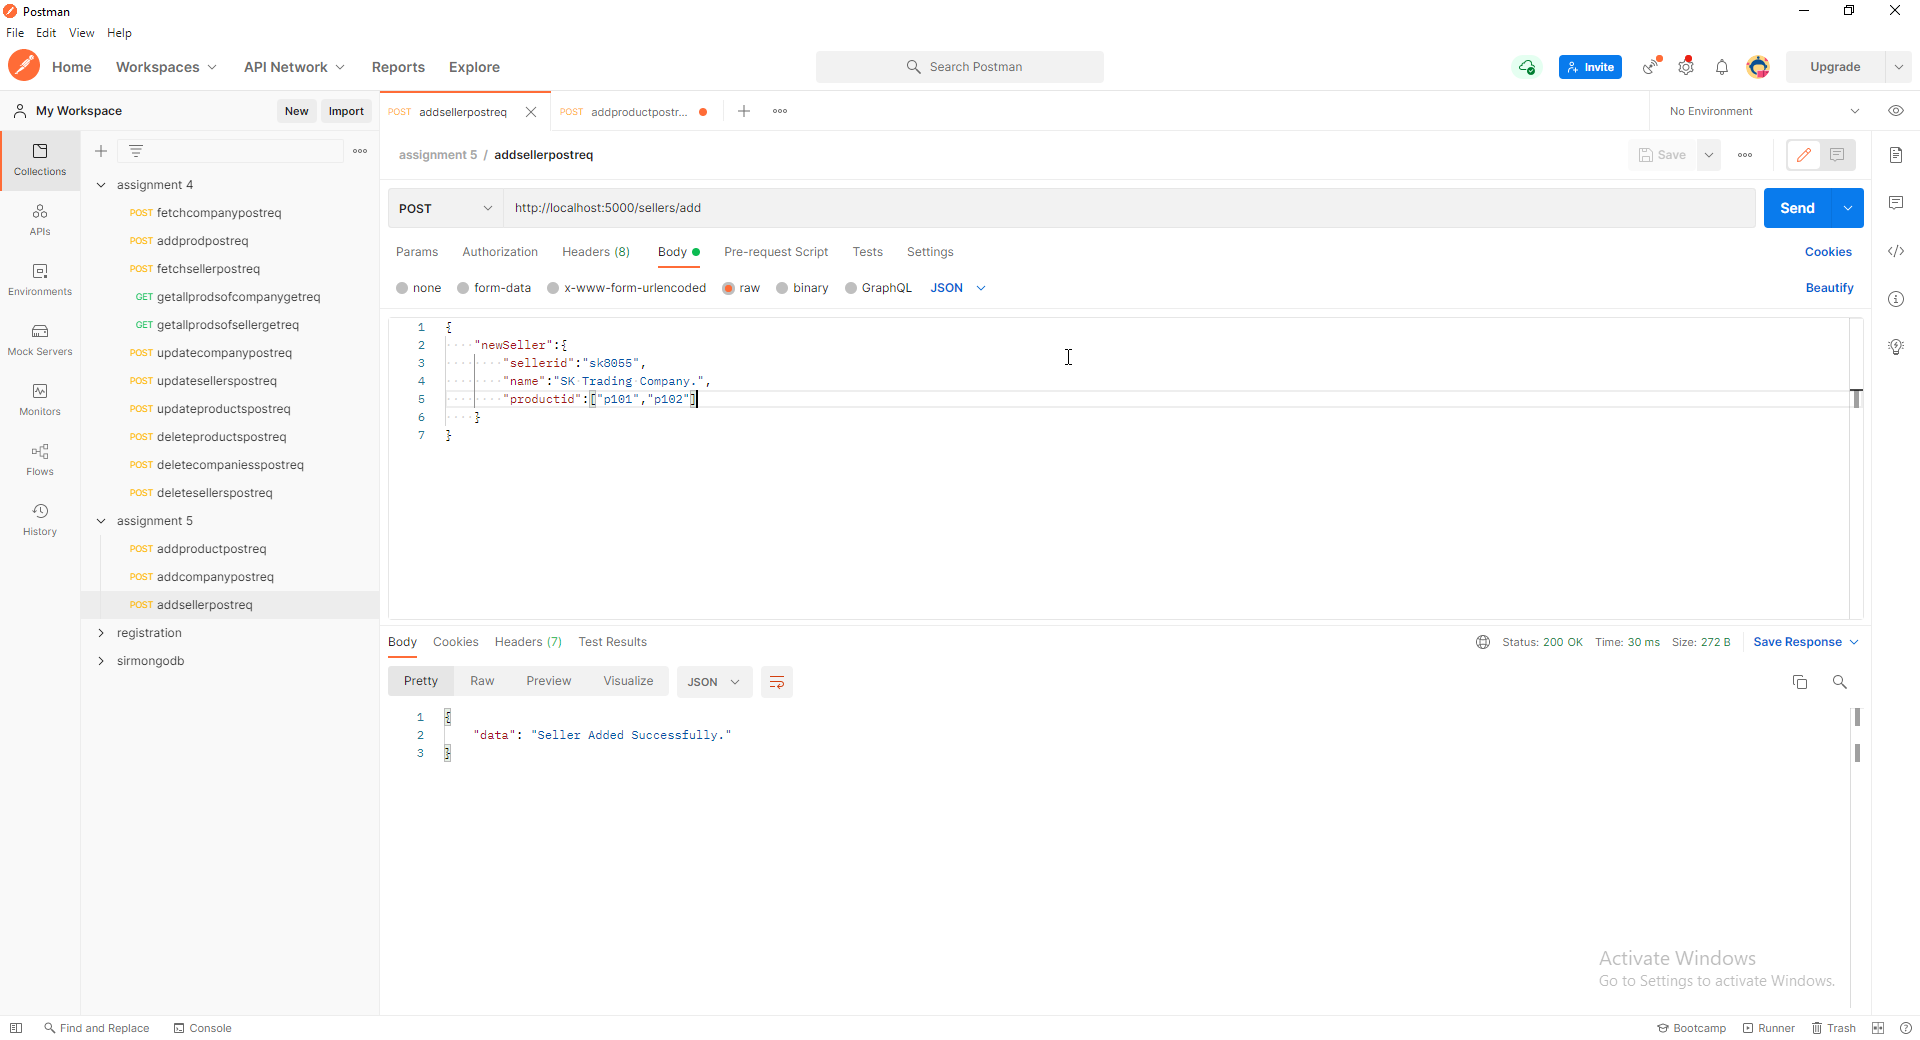 Postman
File Edit View Help
Home Workspaces API Network Reports Explore Search Postman Invite Upgrade
My Workspace New Import POST addsellerpostreq POST addproductpostr... No Environment
Collections
APIs
Environments
Mock Servers
Monitors
Flows
History
assignment 4
POST fetchcompanypostreq
POST addprodpostreq
POST fetchsellerpostreq
GET getallprodsofcompanygetreq
GET getallprodsofsellergetreq
POST updatecompanypostreq
POST updatesellerspostreq
POST updateproductspostreq
POST deleteproductspostreq
POST deletecompaniesspostreq
POST deletesellerspostreq
assignment 5
POST addproductpostreq
POST addcompanypostreq
POST addsellerpostreq
registration
sirmongodb
assignment 5 / addsellerpostreq Save
POST http://localhost:5000/sellers/add Send
Params Authorization Headers (8) Body Pre-request Script Tests Settings Cookies
none form-data x-www-form-urlencoded raw binary GraphQL JSON Beautify
1 {
2 "newSeller":{
3 "sellerid":"sk8055",
4 "name":"SK Trading Company.",
5 "productid":["p101","p102"]
6 }
7 }
Body Cookies Headers (7) Test Results Status: 200 OK Time: 30 ms Size: 272 B Save Response
Pretty Raw Preview Visualize JSON
1 {
2 "data": "Seller Added Successfully."
3 }
Activate Windows
Go to Settings to activate Windows.
Find and Replace Console Bootcamp Runner Trash